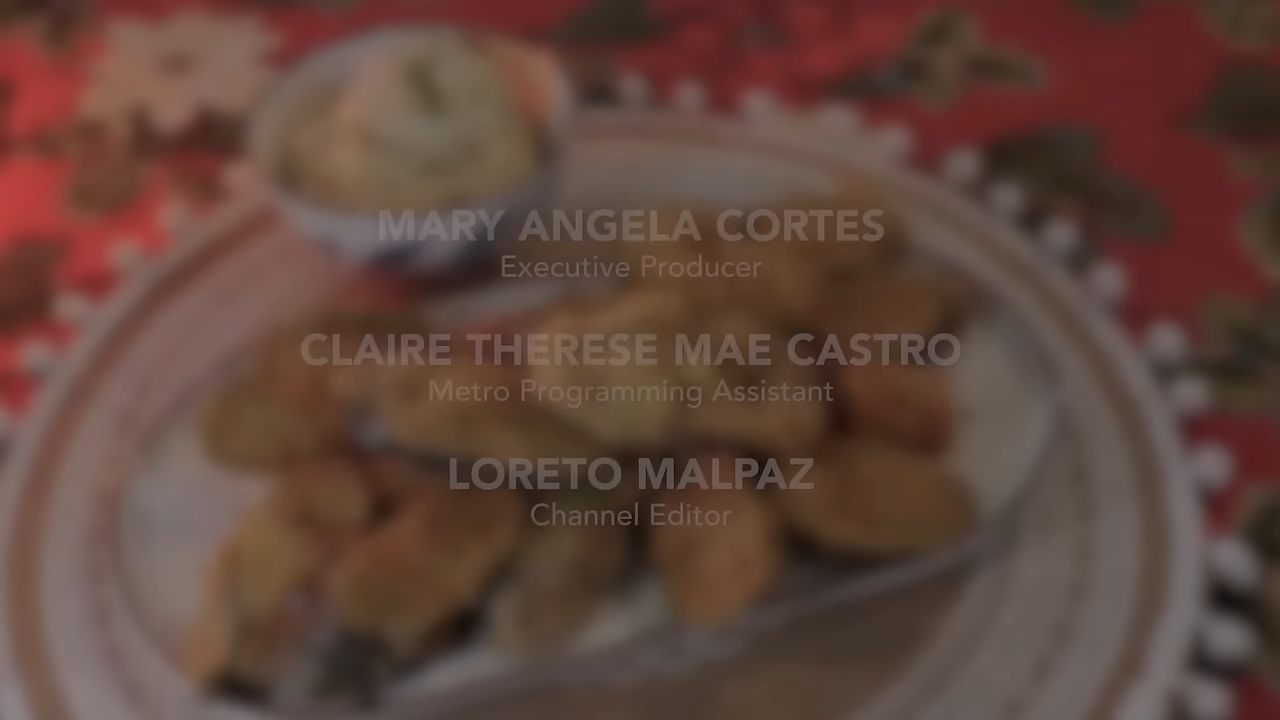 MARY ANGELA CORTES
Executive Producer
CLAIRE THERESE MAE CASTRO
Metro Programming Assistant
LORETO MALPAZ
Channel Editor